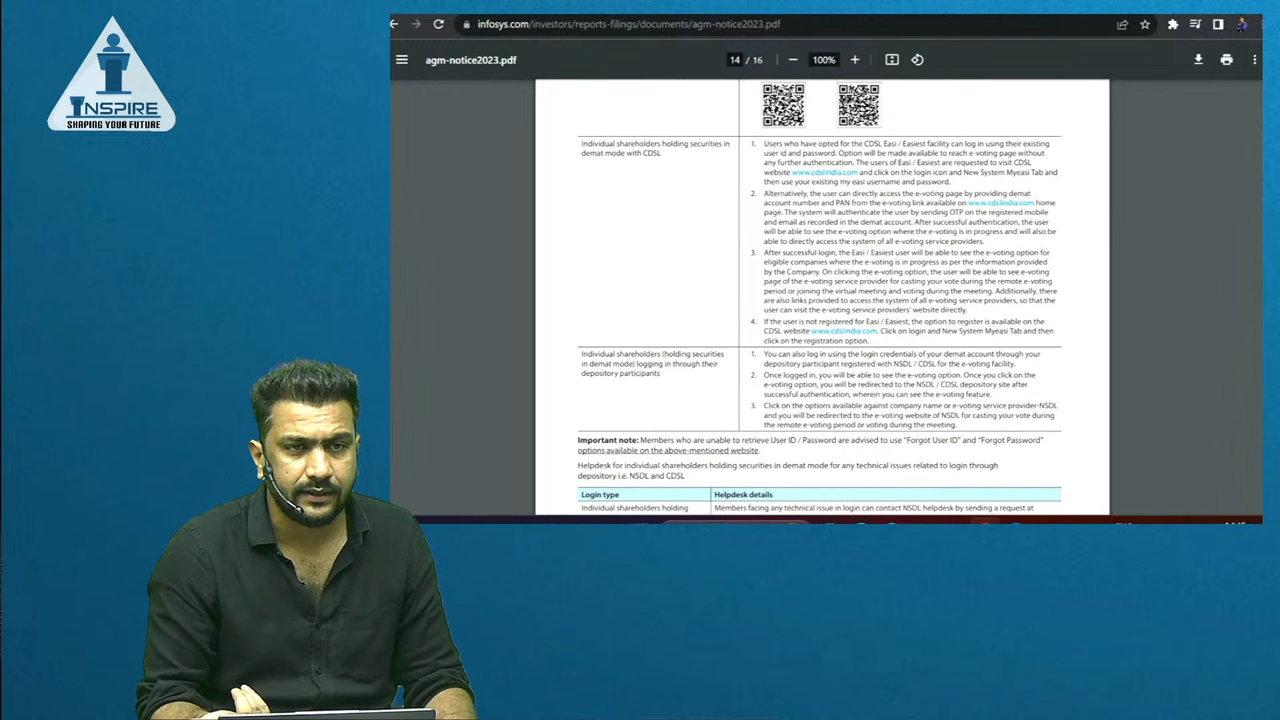 INSPIRE
SHAPING YOUR FUTURE
infosys.com/investors/reports-filings/documents/agm-notice2023.pdf
agm-notice2023.pdf
14 / 16
100%
Individual shareholders holding securities in
demat mode with CDSL
1. Users who have opted for the CDSL Easi / Easiest facility can log in using their existing
user id and password. Option will be made available to reach e-voting page without
any further authentication. The users of Easi / Easiest are requested to visit CDSL
website www.cdslindia.com and click on the login icon and New System Myeasi Tab and
then use your existing my easi username and password.
2. Alternatively, the user can directly access the e-voting page by providing demat
account number and PAN from the e-voting link available on www.cdslindia.com home
page. The system will authenticate the user by sending OTP on the registered mobile
and email as recorded in the demat account. After successful authentication, the user
will be able to see the e-voting option where the e-voting is in progress and will also be
able to directly access the system of all e-voting service providers.
3. After successful login, the Easi / Easiest user will be able to see the e-voting option for
eligible companies where the e-voting is in progress as per the information provided
by the Company. On clicking the e-voting option, the user will be able to see e-voting
page of the e-voting service provider for casting your vote during the remote e-voting
period or joining the virtual meeting and voting during the meeting. Additionally, there
are also links provided to access the system of all e-voting service providers, so that the
user can visit the e-voting service providers' website directly.
4. If the user is not registered for Easi / Easiest, the option to register is available on the
CDSL website www.cdslindia.com. Click on login and New System Myeasi Tab and then
click on the registration option.
Individual shareholders (holding securities
in demat mode) logging in through their
depository participants
1. You can also log in using the login credentials of your demat account through your
depository participant registered with NSDL / CDSL for the e-voting facility.
2. Once logged in, you will be able to see the e-voting option. Once you click on the
e-voting option, you will be redirected to the NSDL / CDSL depository site after
successful authentication, wherein you can see the e-voting feature.
3. Click on the options available against company name or e-voting service provider-NSDL
and you will be redirected to the e-voting website of NSDL for casting your vote during
the remote e-voting period or voting during the meeting.
Important note: Members who are unable to retrieve User ID / Password are advised to use “Forgot User ID” and “Forgot Password”
options available on the above-mentioned website.
Helpdesk for individual shareholders holding securities in demat mode for any technical issues related to login through
depository i.e. NSDL and CDSL
Login type Helpdesk details
Individual shareholders holding Members facing any technical issue in login can contact NSDL helpdesk by sending a request at